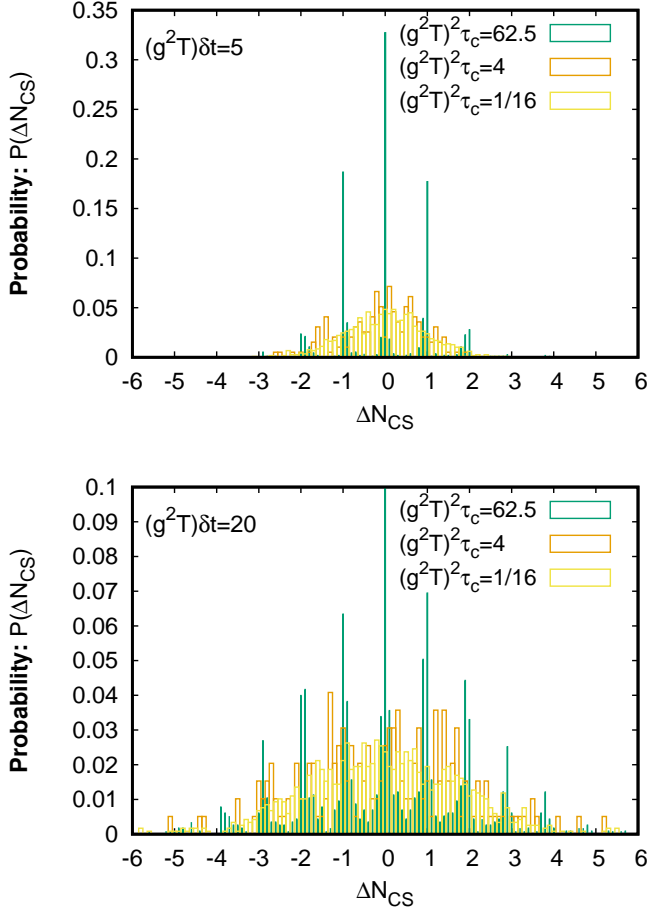 (g²T)δt=5
(g²T)²τc=62.5
(g²T)²τc=4
(g²T)²τc=1/16
Probability: P(ΔN_CS)
0.35
0.3
0.25
0.2
0.15
0.1
0.05
0
-6 -5 -4 -3 -2 -1 0 1 2 3 4 5 6
ΔN_CS
(g²T)δt=20
(g²T)²τc=62.5
(g²T)²τc=4
(g²T)²τc=1/16
Probability: P(ΔN_CS)
0.1
0.09
0.08
0.07
0.06
0.05
0.04
0.03
0.02
0.01
0
-6 -5 -4 -3 -2 -1 0 1 2 3 4 5 6
ΔN_CS